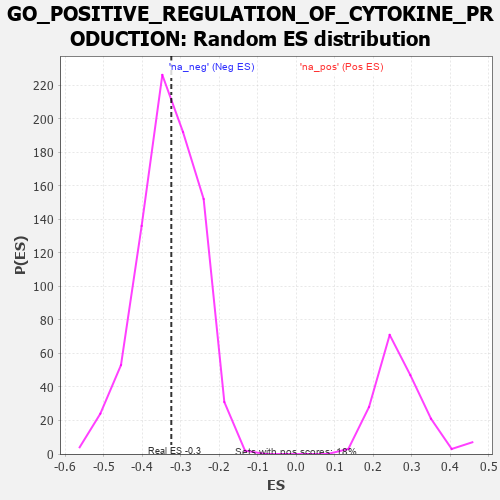 GO_POSITIVE_REGULATION_OF_CYTOKINE_PR
ODUCTION: Random ES distribution
'na_neg' (Neg ES) 'na_pos' (Pos ES)
P(ES)
220
200
180
160
140
120
100
80
60
40
20
0
Real ES -0.3 Sets with pos scores: 18%
-0.6 -0.5 -0.4 -0.3 -0.2 -0.1 0.0 0.1 0.2 0.3 0.4 0.5
ES